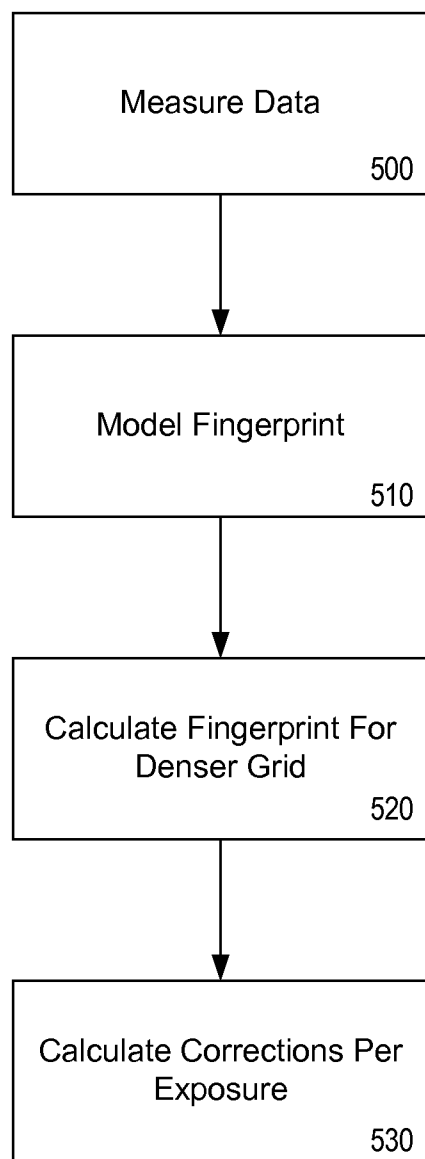 Measure Data
500
Model Fingerprint
510
Calculate Fingerprint For
Denser Grid
520
Calculate Corrections Per
Exposure
530